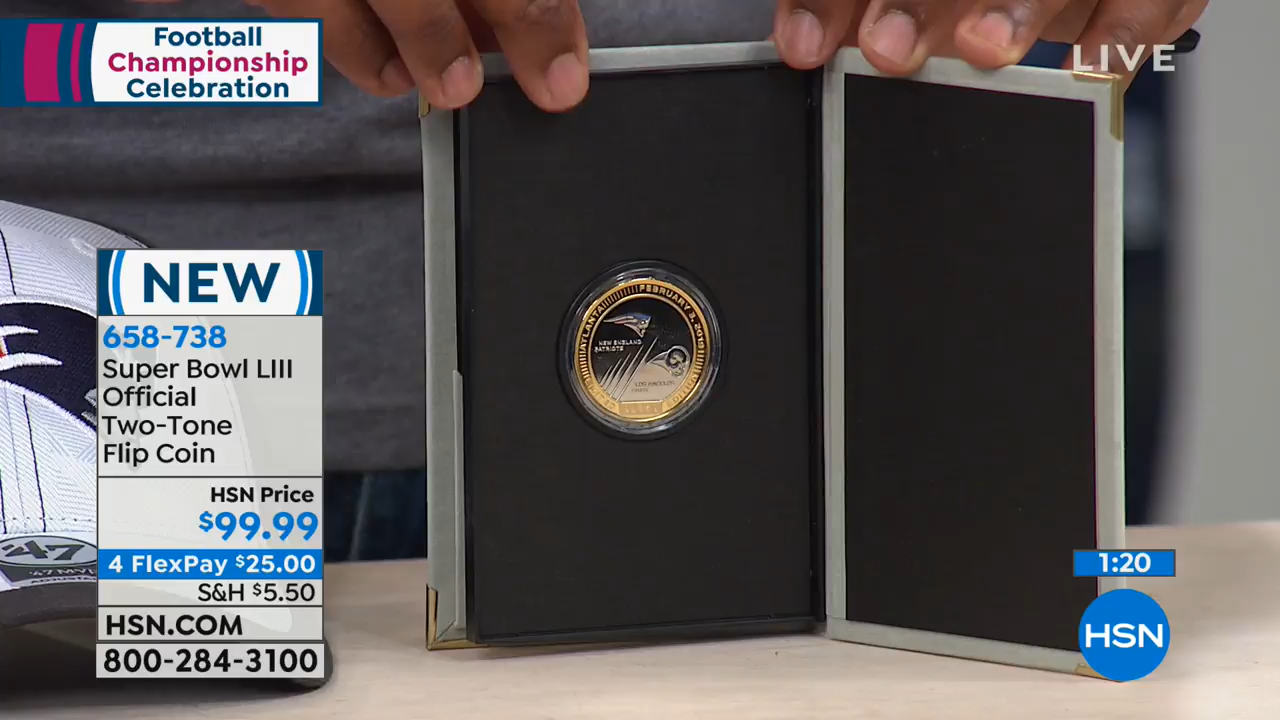 Football
Championship
Celebration
LIVE
NEW
658-738
Super Bowl LIII
Official
Two-Tone
Flip Coin
HSN Price
$99.99
4 FlexPay $25.00
S&H $5.50
HSN.COM
800-284-3100
ATLANTA
FEBRUARY 3, 2019
NEW ENGLAND
PATRIOTS
LOS ANGELES
'47
1:20
HSN